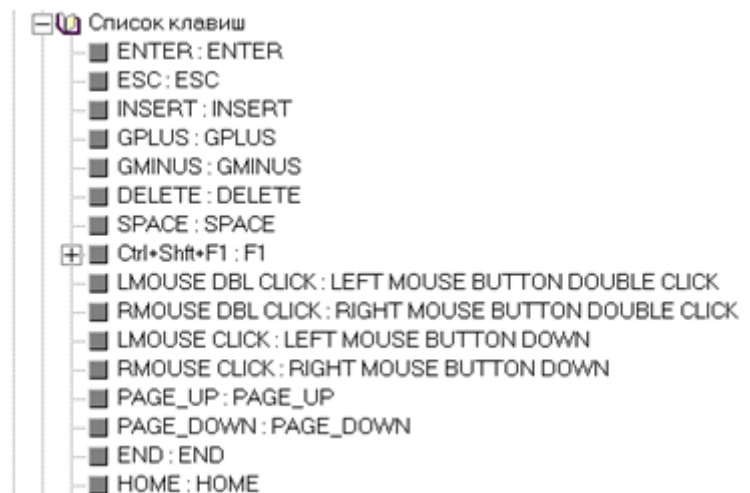 Список клавиш
ENTER : ENTER
ESC : ESC
INSERT : INSERT
GPLUS : GPLUS
GMINUS : GMINUS
DELETE : DELETE
SPACE : SPACE
Ctrl+Shft+F1 : F1
LMOUSE DBL CLICK : LEFT MOUSE BUTTON DOUBLE CLICK
RMOUSE DBL CLICK : RIGHT MOUSE BUTTON DOUBLE CLICK
LMOUSE CLICK : LEFT MOUSE BUTTON DOWN
RMOUSE CLICK : RIGHT MOUSE BUTTON DOWN
PAGE_UP : PAGE_UP
PAGE_DOWN : PAGE_DOWN
END : END
HOME : HOME